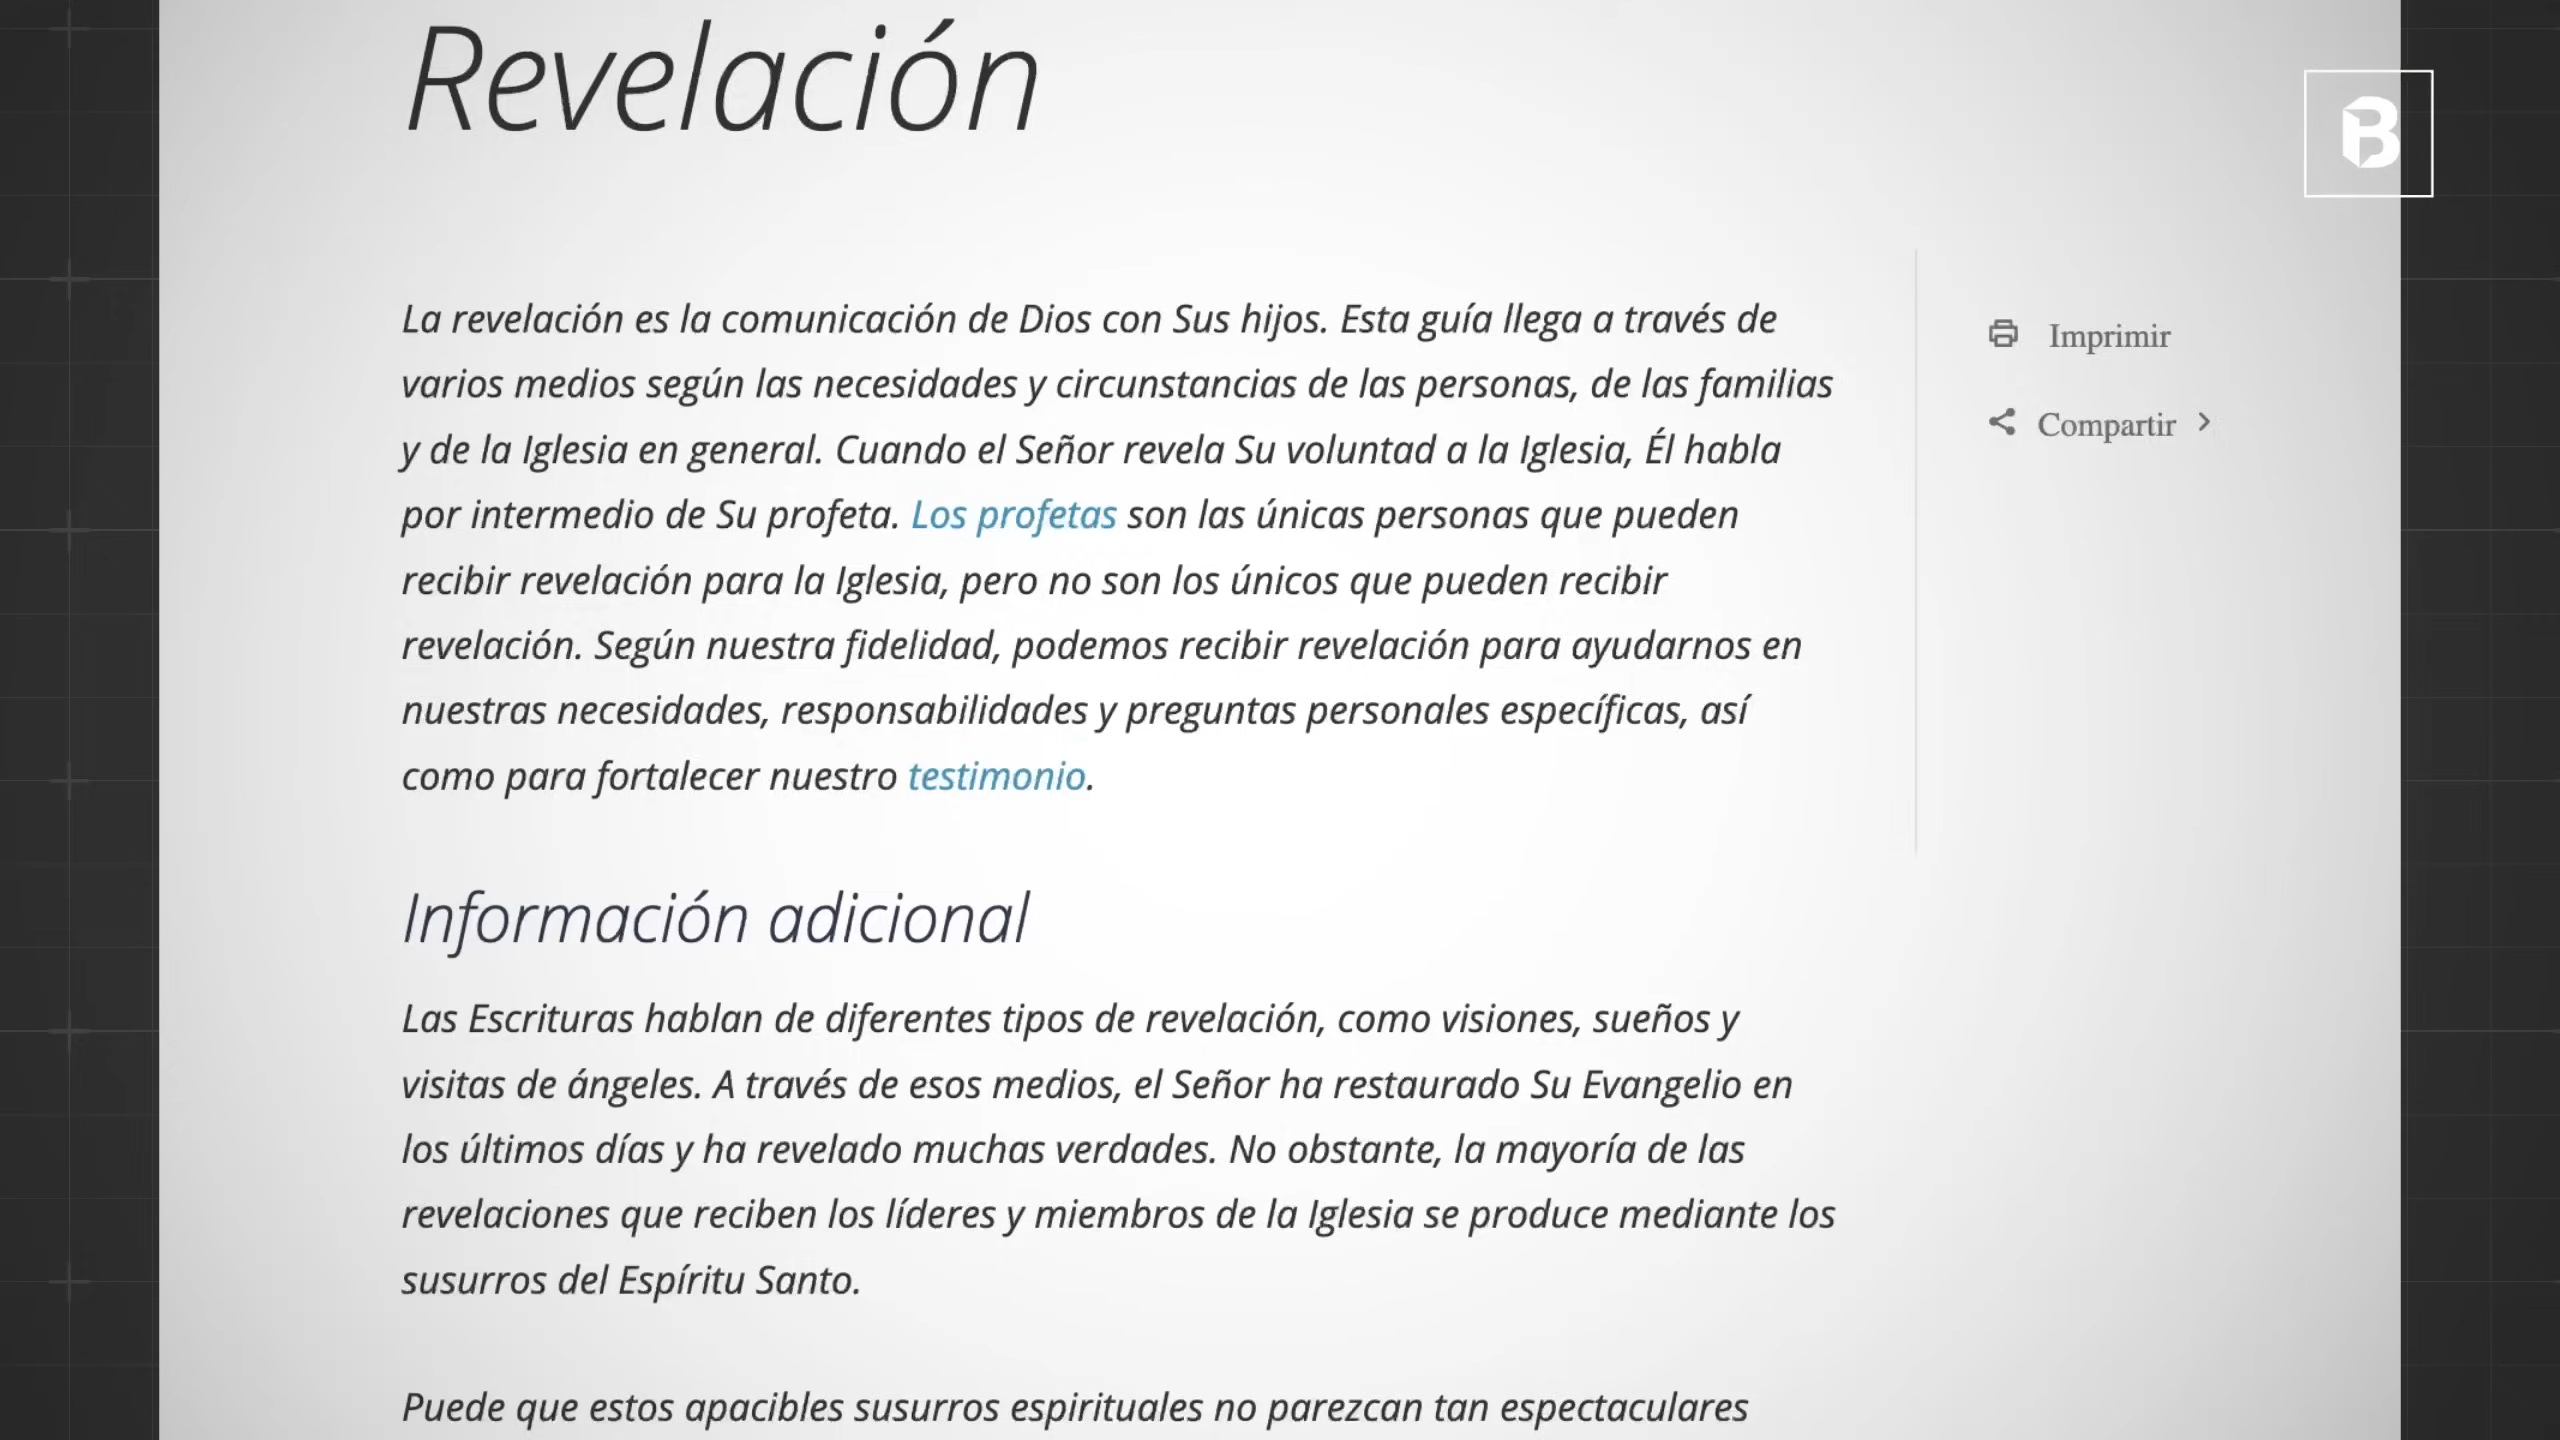 Revelación
B
La revelación es la comunicación de Dios con Sus hijos. Esta guía llega a través de
varios medios según las necesidades y circunstancias de las personas, de las familias
y de la Iglesia en general. Cuando el Señor revela Su voluntad a la Iglesia, Él habla
por intermedio de Su profeta. Los profetas son las únicas personas que pueden
recibir revelación para la Iglesia, pero no son los únicos que pueden recibir
revelación. Según nuestra fidelidad, podemos recibir revelación para ayudarnos en
nuestras necesidades, responsabilidades y preguntas personales específicas, así
como para fortalecer nuestro testimonio.
Imprimir
Compartir
Información adicional
Las Escrituras hablan de diferentes tipos de revelación, como visiones, sueños y
visitas de ángeles. A través de esos medios, el Señor ha restaurado Su Evangelio en
los últimos días y ha revelado muchas verdades. No obstante, la mayoría de las
revelaciones que reciben los líderes y miembros de la Iglesia se produce mediante los
susurros del Espíritu Santo.
Puede que estos apacibles susurros espirituales no parezcan tan espectaculares